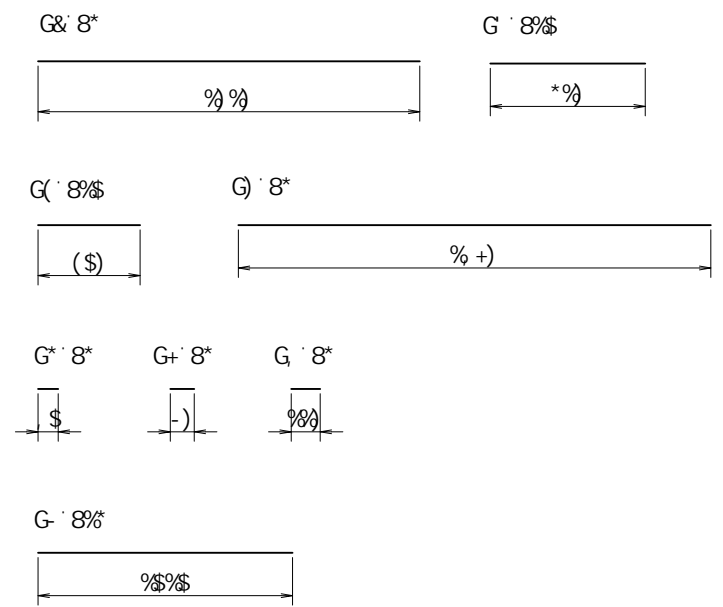 G&˙8*
G'˙8%$
%)%)
*%)
G(˙8%$
G)˙8*
($)
%,+)
G*˙8*
G+˙8*
G,˙8*
,$
-)
%%)
G-˙8%*
%$%$